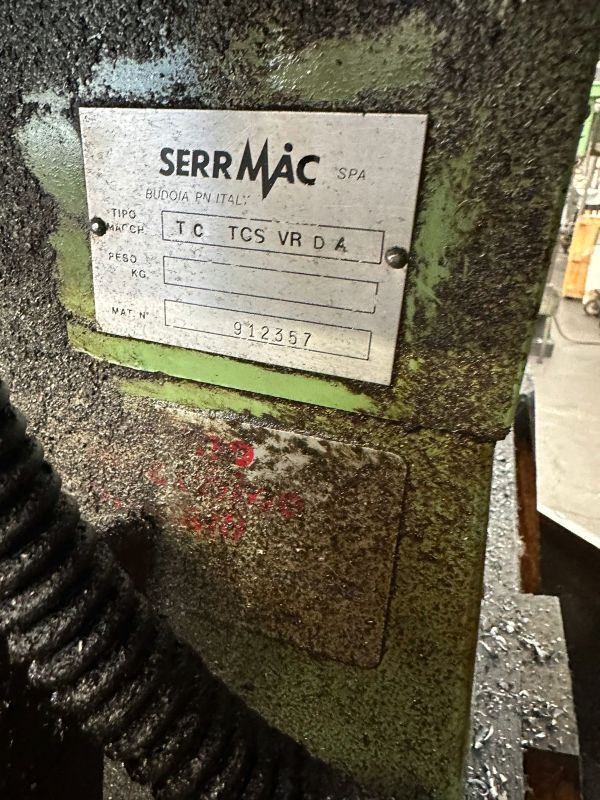 SERRMAC SPA
BUDOIA PN ITALY
TIPO
MACCH. TC TCS VR D A
PESO
KG.
MAT. N° 912357